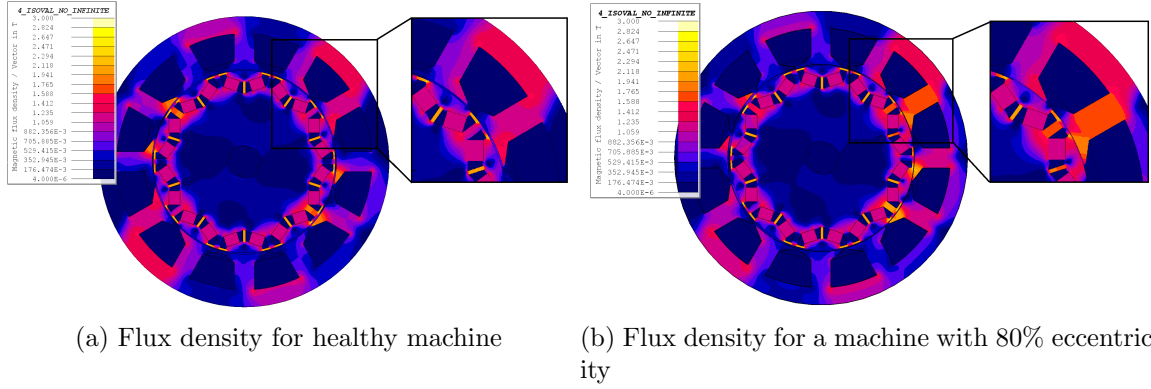 4_ISOVAL_NO_INFINITE
Magnetic flux density / Vector in T
3.000
2.824
2.647
2.471
2.294
2.118
1.941
1.765
1.588
1.412
1.235
1.059
882.356E-3
705.885E-3
529.415E-3
352.945E-3
176.474E-3
4.000E-6
4_ISOVAL_NO_INFINITE
Magnetic flux density / Vector in T
3.000
2.824
2.647
2.471
2.294
2.118
1.941
1.765
1.588
1.412
1.235
1.059
882.356E-3
705.885E-3
529.415E-3
352.945E-3
176.474E-3
4.000E-6
(a) Flux density for healthy machine
(b) Flux density for a machine with 80% eccentric
ity